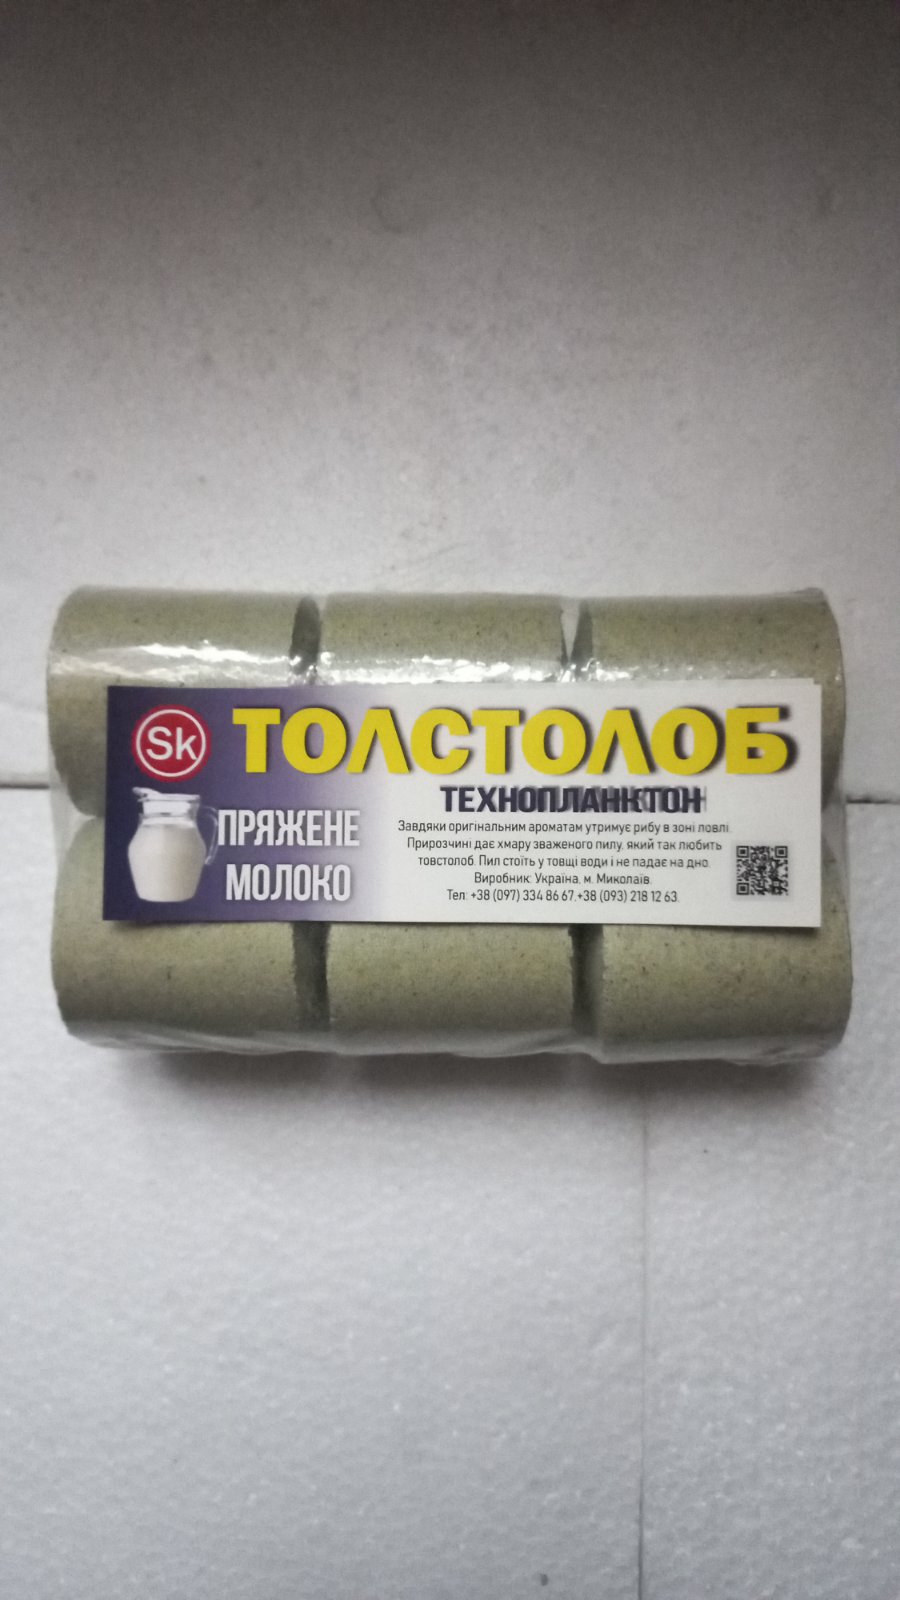 Sk
ТОЛСТОЛОБ
ТЕХНОПЛАНКТОН
ПРЯЖЕНЕ
МОЛОКО
Завдяки оригінальним ароматам утримує рибу в зоні ловлі.
Прирозчині дає хмару зваженого пилу, який так любить
товстолоб. Пил стоїть у товщі води і не падає на дно.
Виробник: Україна, м. Миколаїв.
Тел: +38 (097) 334 86 67.+38 (093) 218 12 63.